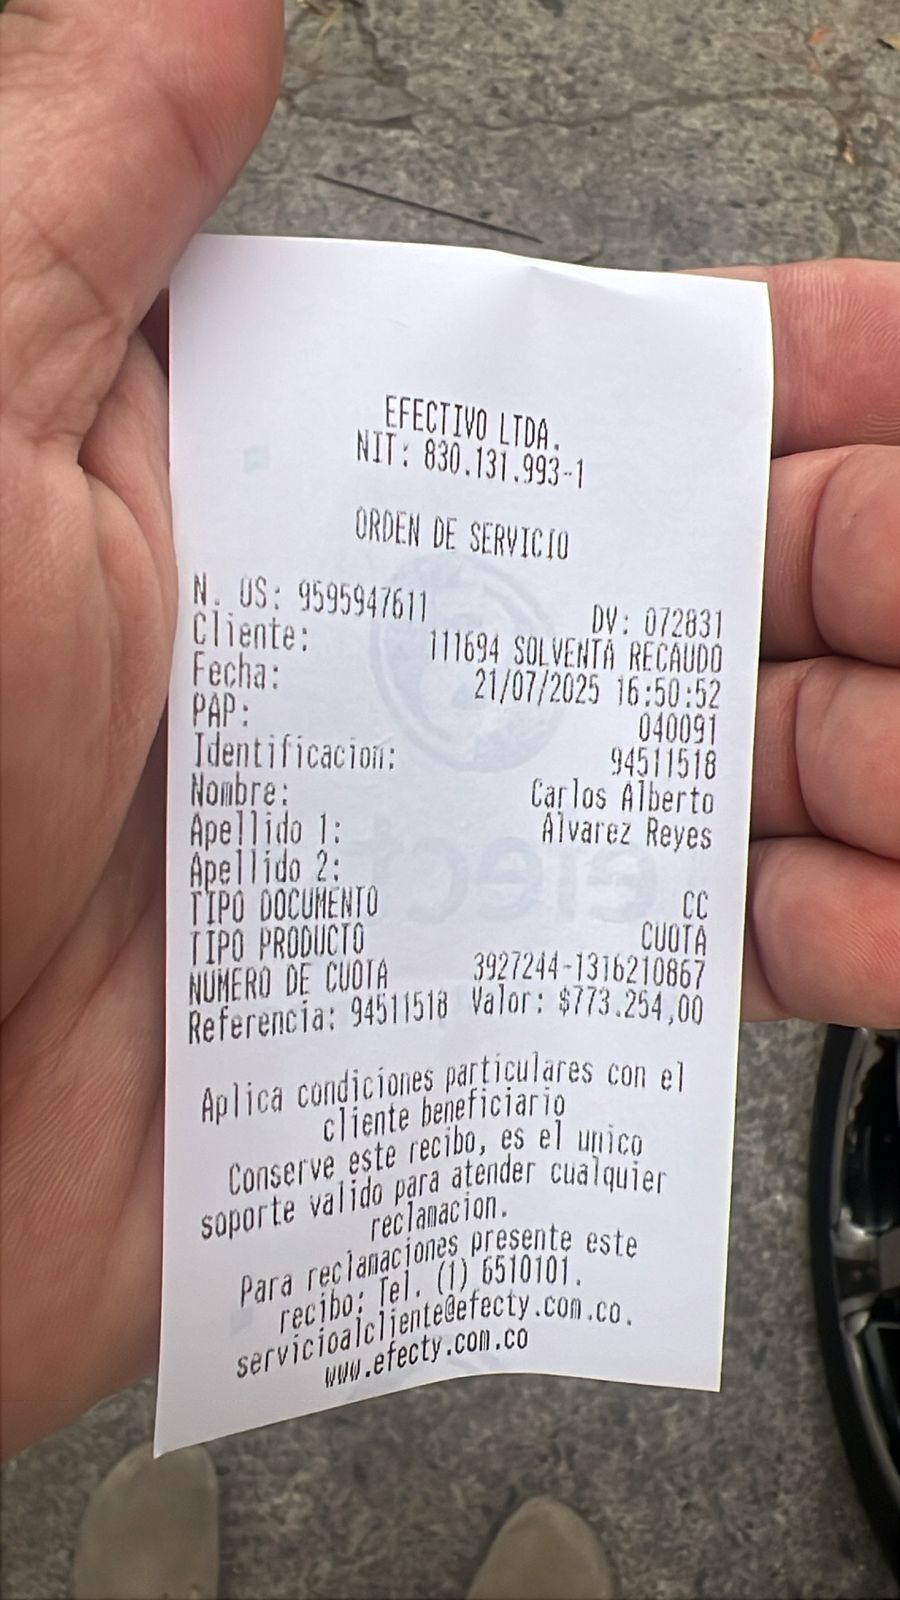 EFECTIVO LTDA.
NIT: 830.131.993-1
ORDEN DE SERVICIO
N. OS: 9595947611 DV: 072831
Cliente: 111694 SOLVENTA RECAUDO
Fecha: 21/07/2025 16:50:52
PAP: 040091
Identificacion: 94511518
Nombre: Carlos Alberto
Apellido 1: Alvarez Reyes
Apellido 2:
TIPO DOCUMENTO CC
TIPO PRODUCTO CUOTA
NUMERO DE CUOTA 3927244-1316210867
Referencia: 94511518 Valor: $773.254,00
Aplica condiciones particulares con el
cliente beneficiario
Conserve este recibo, es el unico
soporte valido para atender cualquier
reclamacion.
Para reclamaciones presente este
recibo: Tel. (1) 6510101.
servicioalcliente@efecty.com.co.
www.efecty.com.co